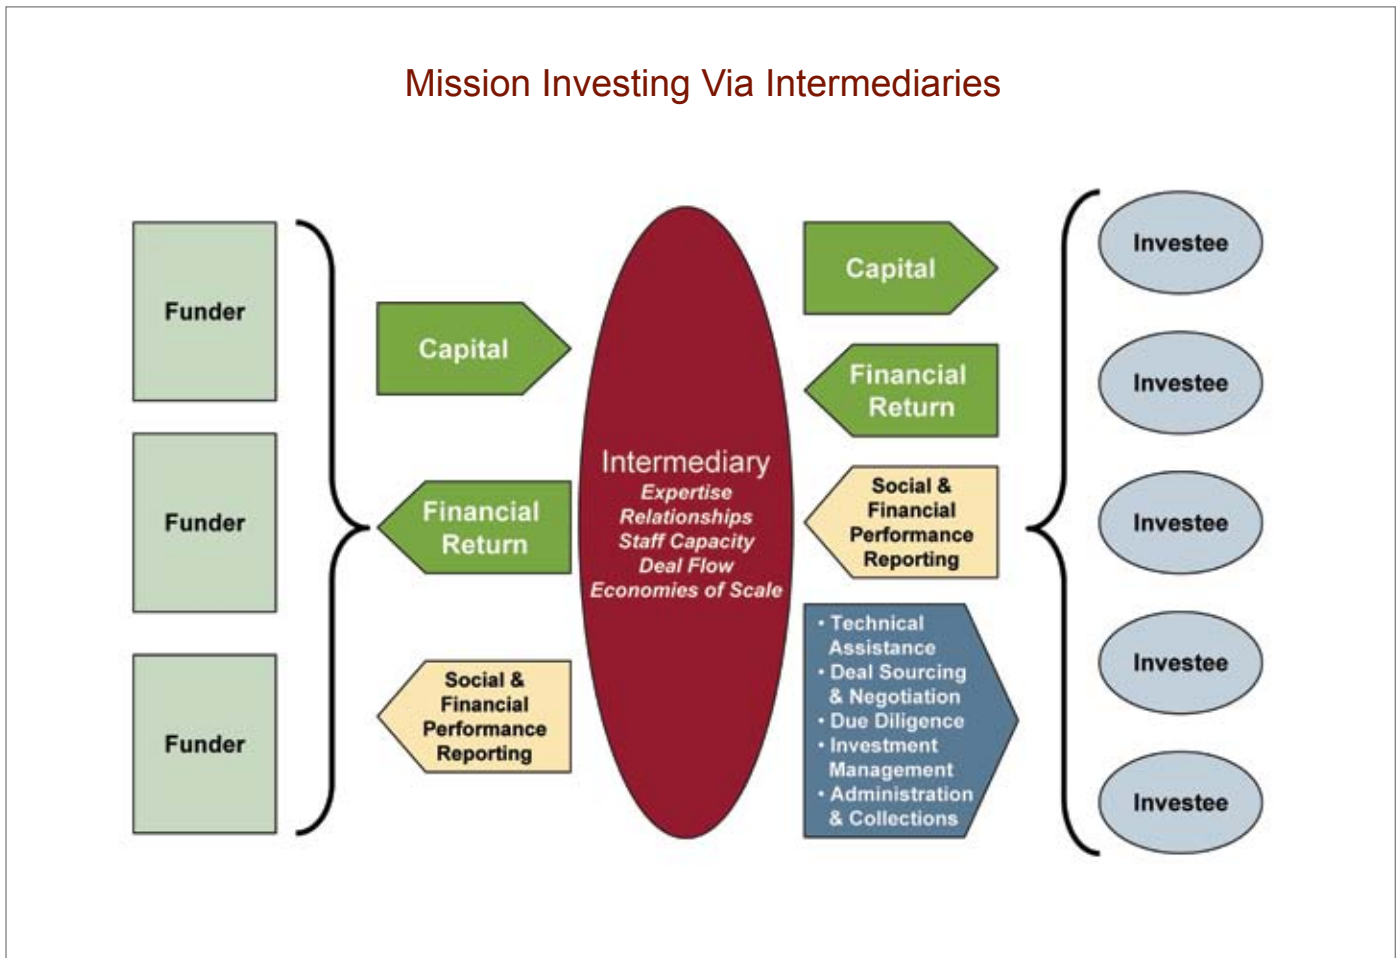 Mission Investing Via Intermediaries
Funder
Funder
Funder
Capital
Financial
Return
Social &
Financial
Performance
Reporting
Intermediary
Expertise
Relationships
Staff Capacity
Deal Flow
Economies of Scale
Capital
Financial
Return
Social &
Financial
Performance
Reporting
• Technical
Assistance
• Deal Sourcing
& Negotiation
• Due Diligence
• Investment
Management
• Administration
& Collections
Investee
Investee
Investee
Investee
Investee